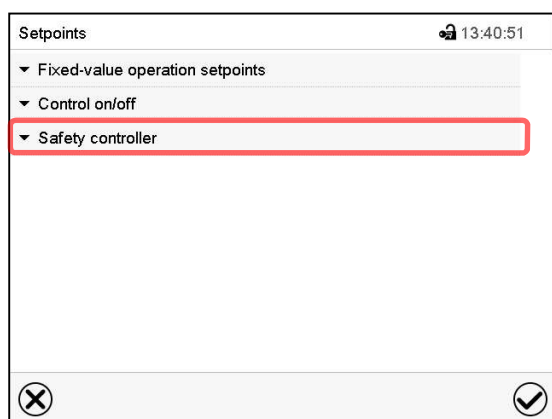 Setpoints 13:40:51
Fixed-value operation setpoints
Control on/off
Safety controller